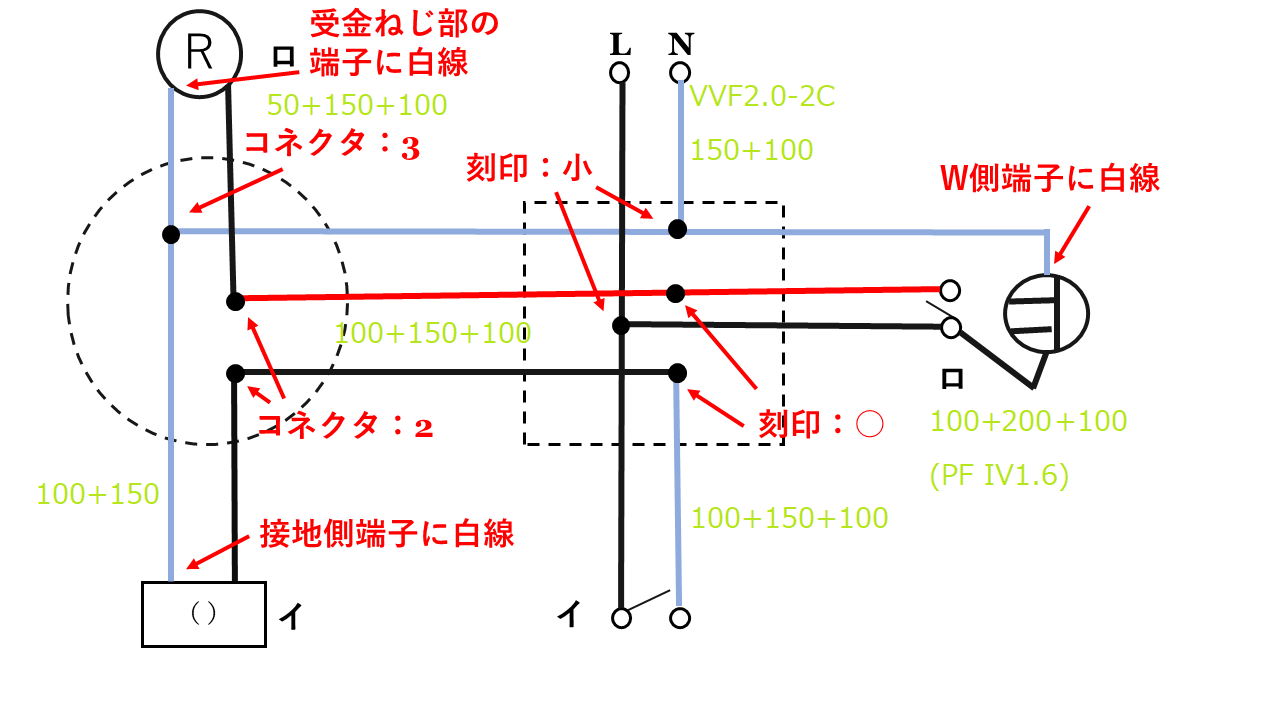 受金ねじ部の
端子に白線
R
ロ
50+150+100
コネクタ：3
L N
VVF2.0-2C
150+100
刻印：小
W側端子に白線
100+150+100
コネクタ：2
刻印：○
ロ
100+200+100
(PF IV1.6)
100+150
100+150+100
接地側端子に白線
（）
イ
イ